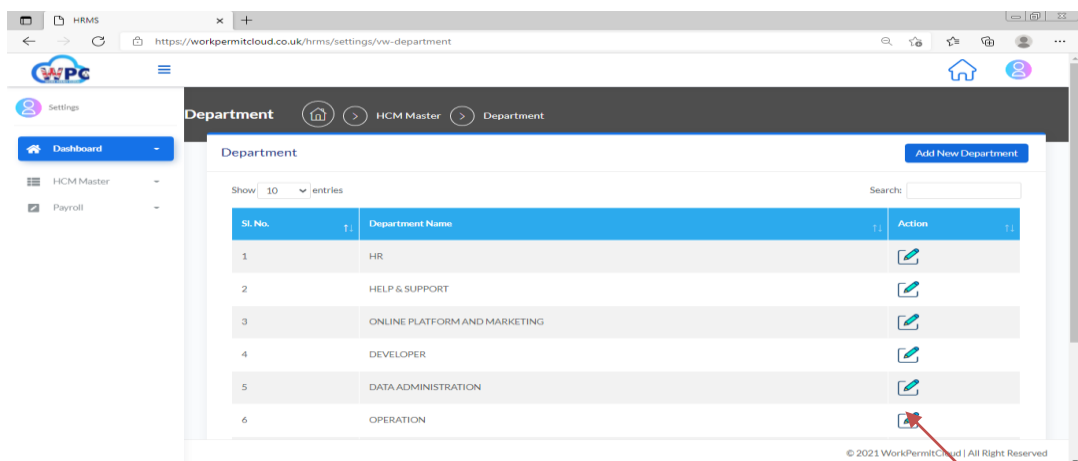 HRMS
https://workpermitcloud.co.uk/hrms/settings/vw-department
WPC
Settings
Department HCM Master Department
Dashboard
HCM Master
Payroll
Department
Add New Department
Show 10 entries
Search:
Sl. No. Department Name Action
1 HR
2 HELP & SUPPORT
3 ONLINE PLATFORM AND MARKETING
4 DEVELOPER
5 DATA ADMINISTRATION
6 OPERATION
© 2021 WorkPermitCloud | All Right Reserved